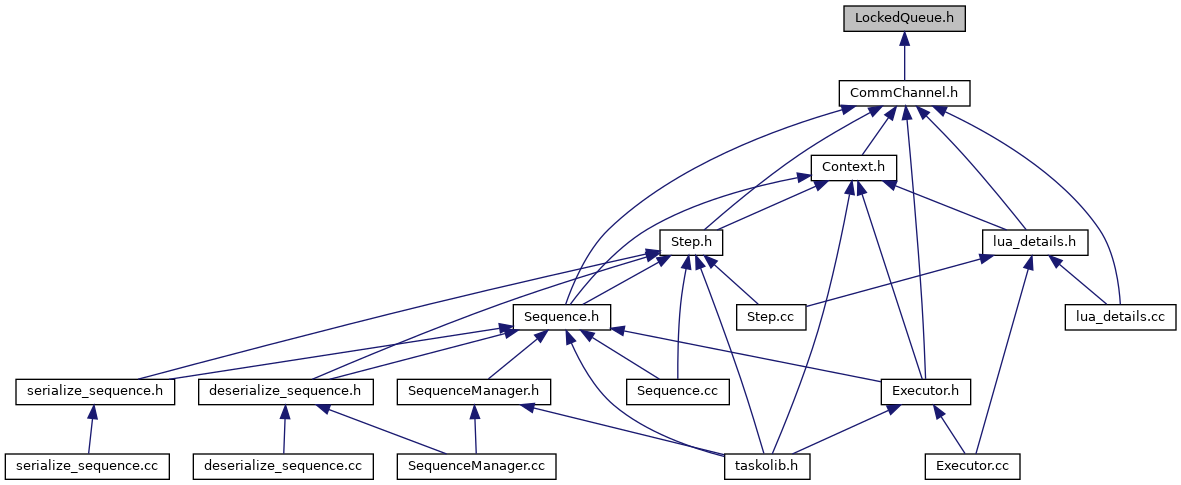 LockedQueue.h
CommChannel.h
Context.h
Step.h
lua_details.h
Sequence.h
Step.cc
lua_details.cc
serialize_sequence.h
deserialize_sequence.h
SequenceManager.h
Sequence.cc
Executor.h
serialize_sequence.cc
deserialize_sequence.cc
SequenceManager.cc
taskolib.h
Executor.cc